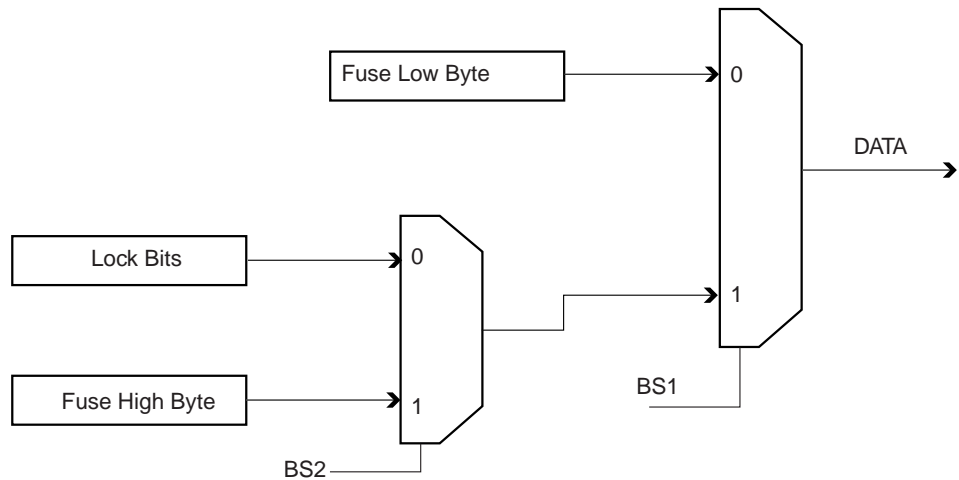 Fuse Low Byte
0
DATA
Lock Bits
0
1
BS1
Fuse High Byte
1
BS2